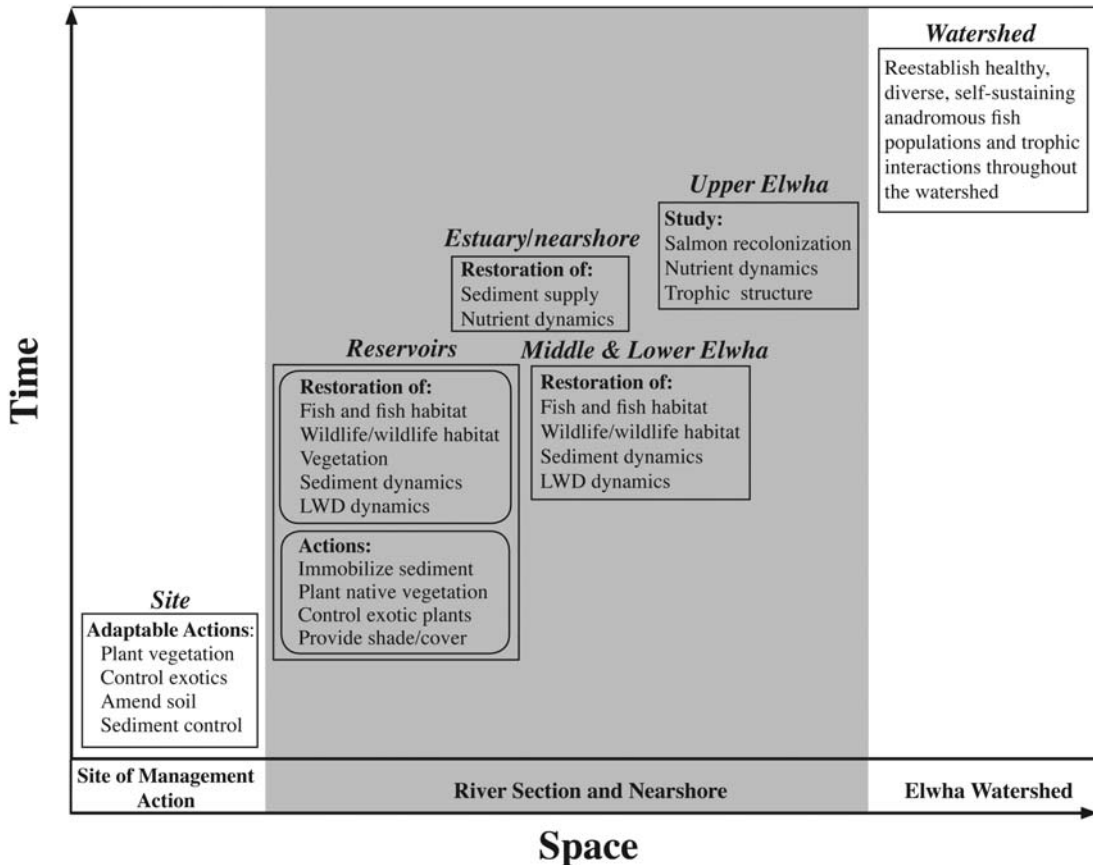 Time
Watershed
Reestablish healthy,
diverse, self-sustaining
anadromous fish
populations and trophic
interactions throughout
the watershed
Upper Elwha
Study:
Salmon recolonization
Nutrient dynamics
Trophic structure
Estuary/nearshore
Restoration of:
Sediment supply
Nutrient dynamics
Reservoirs
Restoration of:
Fish and fish habitat
Wildlife/wildlife habitat
Vegetation
Sediment dynamics
LWD dynamics
Actions:
Immobilize sediment
Plant native vegetation
Control exotic plants
Provide shade/cover
Middle & Lower Elwha
Restoration of:
Fish and fish habitat
Wildlife/wildlife habitat
Sediment dynamics
LWD dynamics
Site
Adaptable Actions:
Plant vegetation
Control exotics
Amend soil
Sediment control
Site of Management
Action
River Section and Nearshore
Elwha Watershed
Space